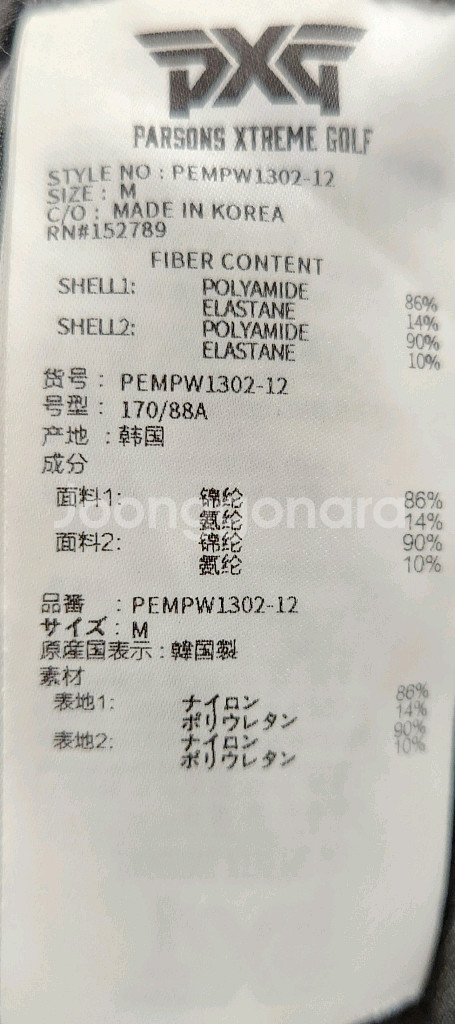 PXG
PARSONS XTREME GOLF
STYLE NO : PEMPW1302-12
SIZE : M
C/O : MADE IN KOREA
RN#152789
FIBER CONTENT
SHELL1: POLYAMIDE 86%
ELASTANE 14%
SHELL2: POLYAMIDE 90%
ELASTANE 10%
货号 : PEMPW1302-12
号型 : 170/88A
产地 : 韩国
成分
面料1: 锦纶 86%
氨纶 14%
面料2: 锦纶 90%
氨纶 10%
Joonggonara
品番 : PEMPW1302-12
サイズ : M
原産国表示 : 韓国製
素材
表地1: ナイロン 86%
ポリウレタン 14%
表地2: ナイロン 90%
ポリウレタン 10%